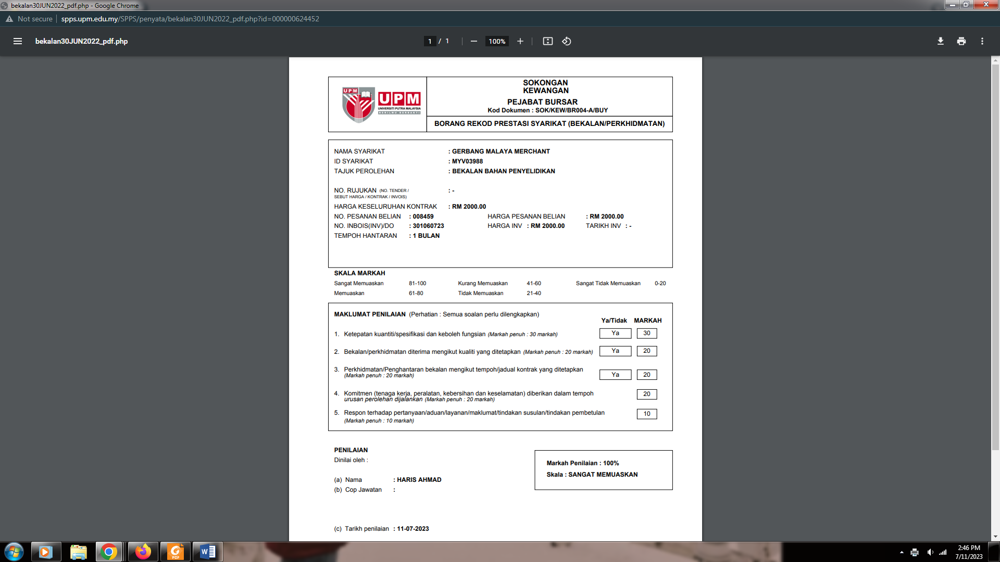 bekalan30JUN2022_pdf.php - Google Chrome
Not secure | spps.upm.edu.my/SPPS/penyata/bekalan30JUN2022_pdf.php?id=000000624452
bekalan30JUN2022_pdf.php 1 / 1 100%
SOKONGAN
KEWANGAN
PEJABAT BURSAR
Kod Dokumen : SOK/KEW/BR004-A/BUY
UPM
UPM
UNIVERSITI PUTRA MALAYSIA
BERILMU BERBAKTI
BORANG REKOD PRESTASI SYARIKAT (BEKALAN/PERKHIDMATAN)
NAMA SYARIKAT : GERBANG MALAYA MERCHANT
ID SYARIKAT : MYV03988
TAJUK PEROLEHAN : BEKALAN BAHAN PENYELIDIKAN
NO. RUJUKAN (NO. TENDER / : -
SEBUT HARGA / KONTRAK / INVOIS)
HARGA KESELURUHAN KONTRAK : RM 2000.00
NO. PESANAN BELIAN : 008459 HARGA PESANAN BELIAN : RM 2000.00
NO. INBOIS(INV)/DO : 301060723 HARGA INV : RM 2000.00 TARIKH INV : -
TEMPOH HANTARAN : 1 BULAN
SKALA MARKAH
Sangat Memuaskan 81-100 Kurang Memuaskan 41-60 Sangat Tidak Memuaskan 0-20
Memuaskan 61-80 Tidak Memuaskan 21-40
MAKLUMAT PENILAIAN (Perhatian : Semua soalan perlu dilengkapkan)
Ya/Tidak MARKAH
1. Ketepatan kuantiti/spesifikasi dan keboleh fungsian (Markah penuh : 30 markah) Ya 30
2. Bekalan/perkhidmatan diterima mengikut kualiti yang ditetapkan (Markah penuh : 20 markah) Ya 20
3. Perkhidmatan/Penghantaran bekalan mengikut tempoh/jadual kontrak yang ditetapkan
(Markah penuh : 20 markah) Ya 20
4. Komitmen (tenaga kerja, peralatan, kebersihan dan keselamatan) diberikan dalam tempoh 20
urusan perolehan dijalankan (Markah penuh : 20 markah)
5. Respon terhadap pertanyaan/aduan/layanan/maklumat/tindakan susulan/tindakan pembetulan 10
(Markah penuh : 10 markah)
PENILAIAN
Dinilai oleh :
Markah Penilaian : 100%
Skala : SANGAT MEMUASKAN
(a) Nama : HARIS AHMAD
(b) Cop Jawatan :
(c) Tarikh penilaian : 11-07-2023
PDF
W
2:46 PM
7/11/2023